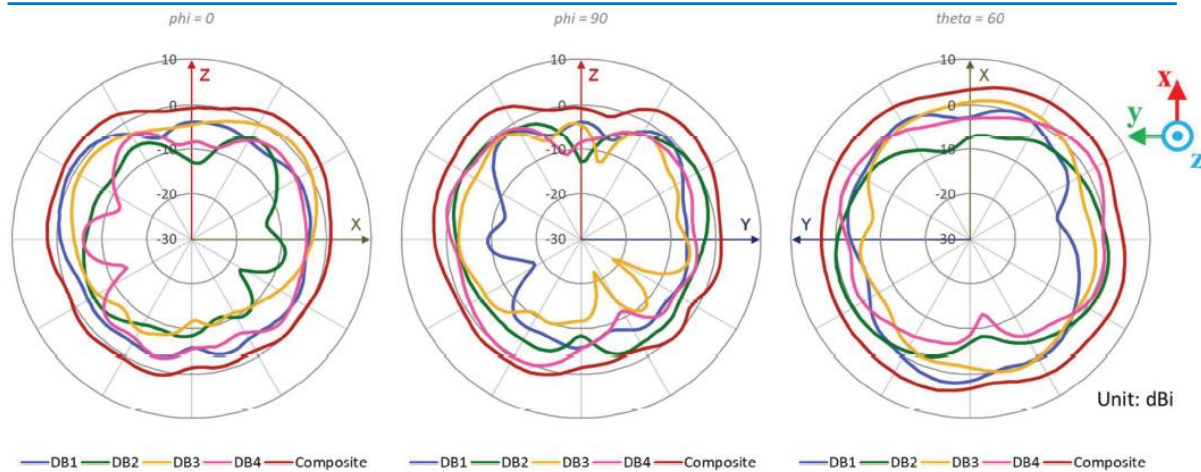 phi = 0
phi = 90
theta = 60
10
Z
0
-10
-20
-30
X
10
Z
0
-10
-20
-30
Y
10
X
0
-10
-20
-30
Y
x
y
z
Unit: dBi
DB1 DB2 DB3 DB4 Composite
DB1 DB2 DB3 DB4 Composite
DB1 DB2 DB3 DB4 Composite